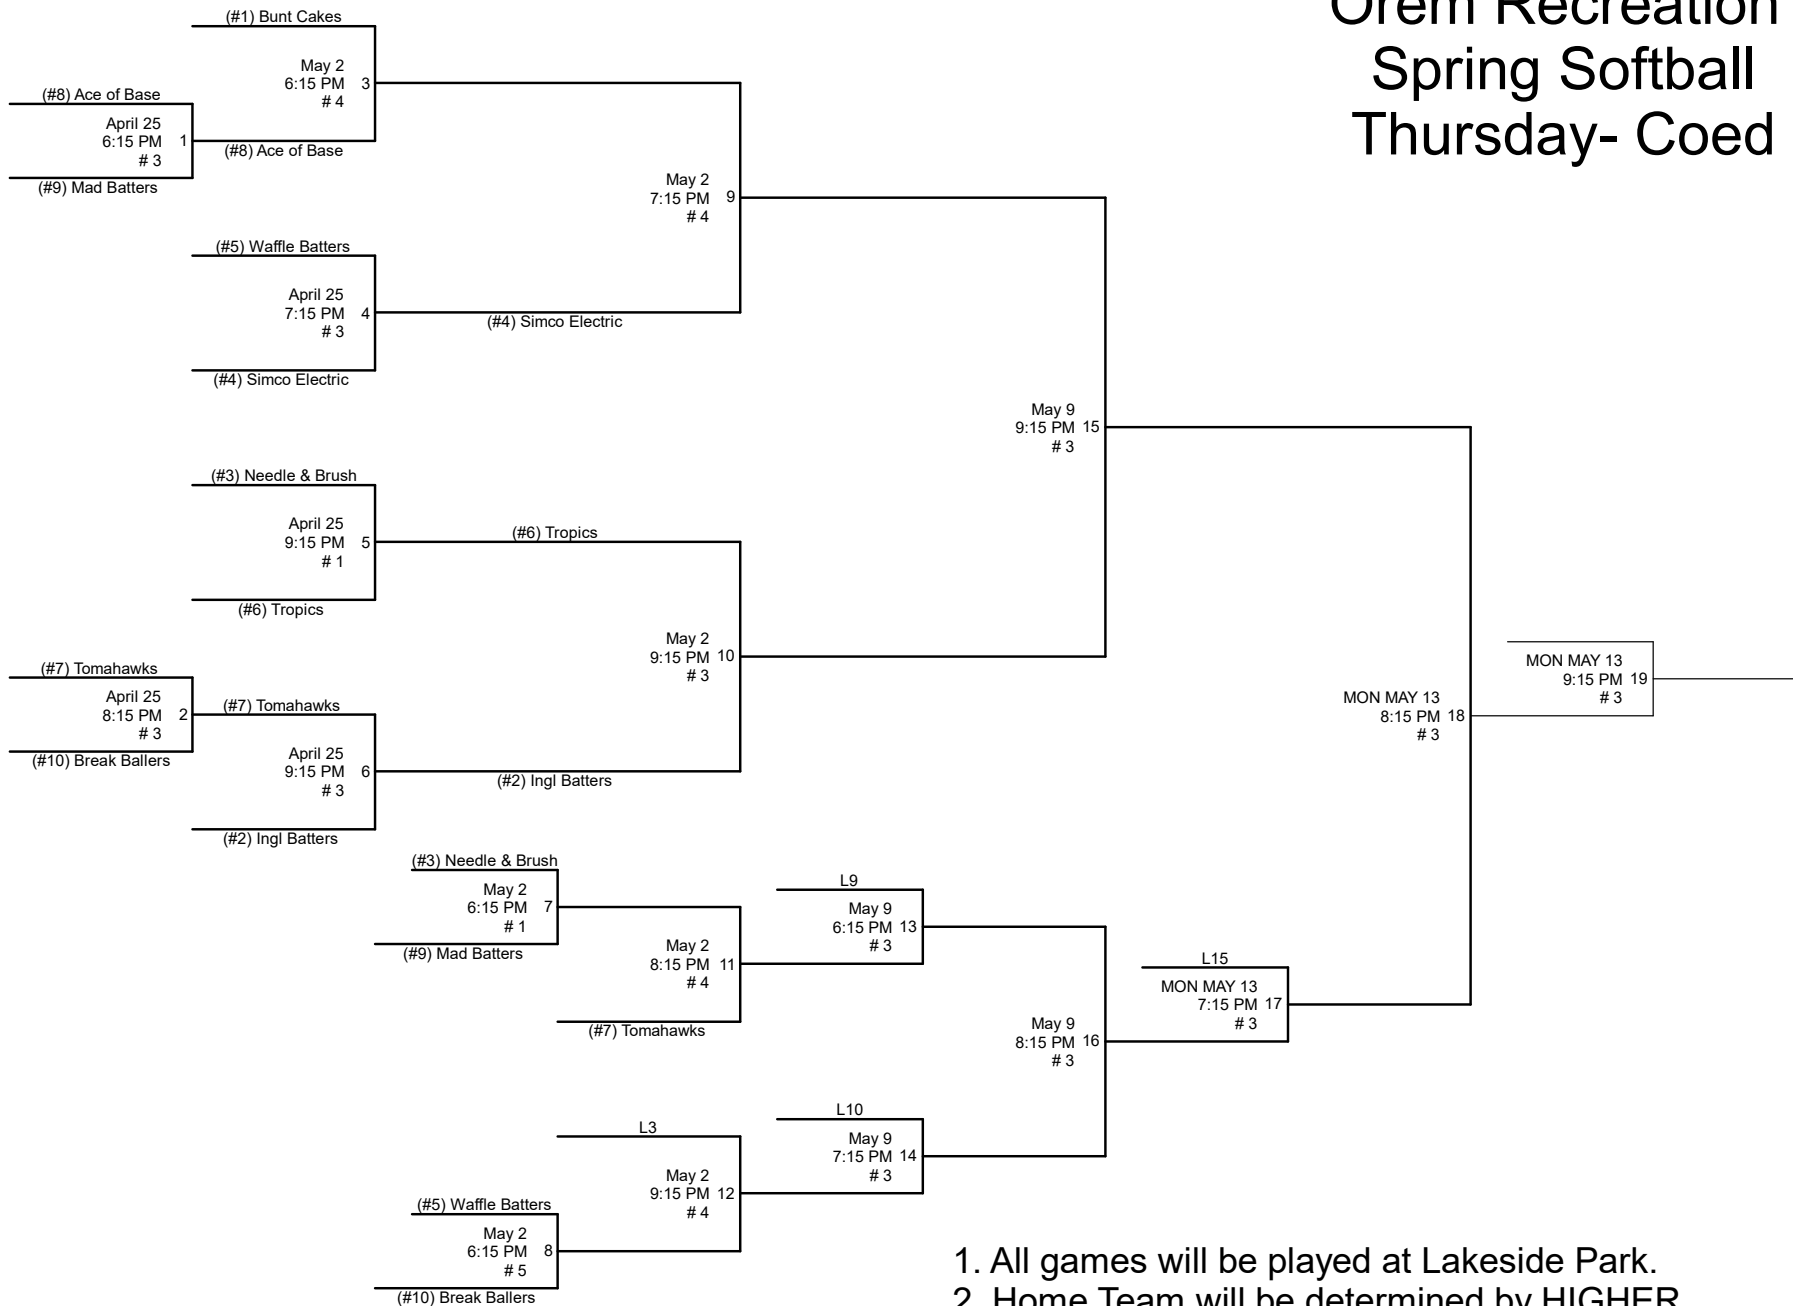 Orem Recreation
Spring Softball
Thursday- Coed
(#1) Bunt Cakes
May 2
6:15 PM 3
# 4
(#8) Ace of Base
April 25
6:15 PM 1
# 3
(#8) Ace of Base
(#9) Mad Batters
May 2
7:15 PM 9
# 4
(#5) Waffle Batters
April 25
7:15 PM 4
# 3
(#4) Simco Electric
(#4) Simco Electric
May 9
9:15 PM 15
# 3
(#3) Needle & Brush
April 25
9:15 PM 5
# 1
(#6) Tropics
(#6) Tropics
May 2
9:15 PM 10
# 3
(#7) Tomahawks
April 25
8:15 PM 2
# 3
(#7) Tomahawks
(#10) Break Ballers
April 25
9:15 PM 6
# 3
(#2) Ingl Batters
(#2) Ingl Batters
MON MAY 13
8:15 PM 18
# 3
MON MAY 13
9:15 PM 19
# 3
(#3) Needle & Brush
May 2
6:15 PM 7
# 1
(#9) Mad Batters
May 2
8:15 PM 11
# 4
(#7) Tomahawks
L9
May 9
6:15 PM 13
# 3
L15
MON MAY 13
7:15 PM 17
# 3
May 9
8:15 PM 16
# 3
L10
May 9
7:15 PM 14
# 3
L3
May 2
9:15 PM 12
# 4
(#5) Waffle Batters
May 2
6:15 PM 8
# 5
(#10) Break Ballers
1. All games will be played at Lakeside Park.
2. Home Team will be determined by HIGHER